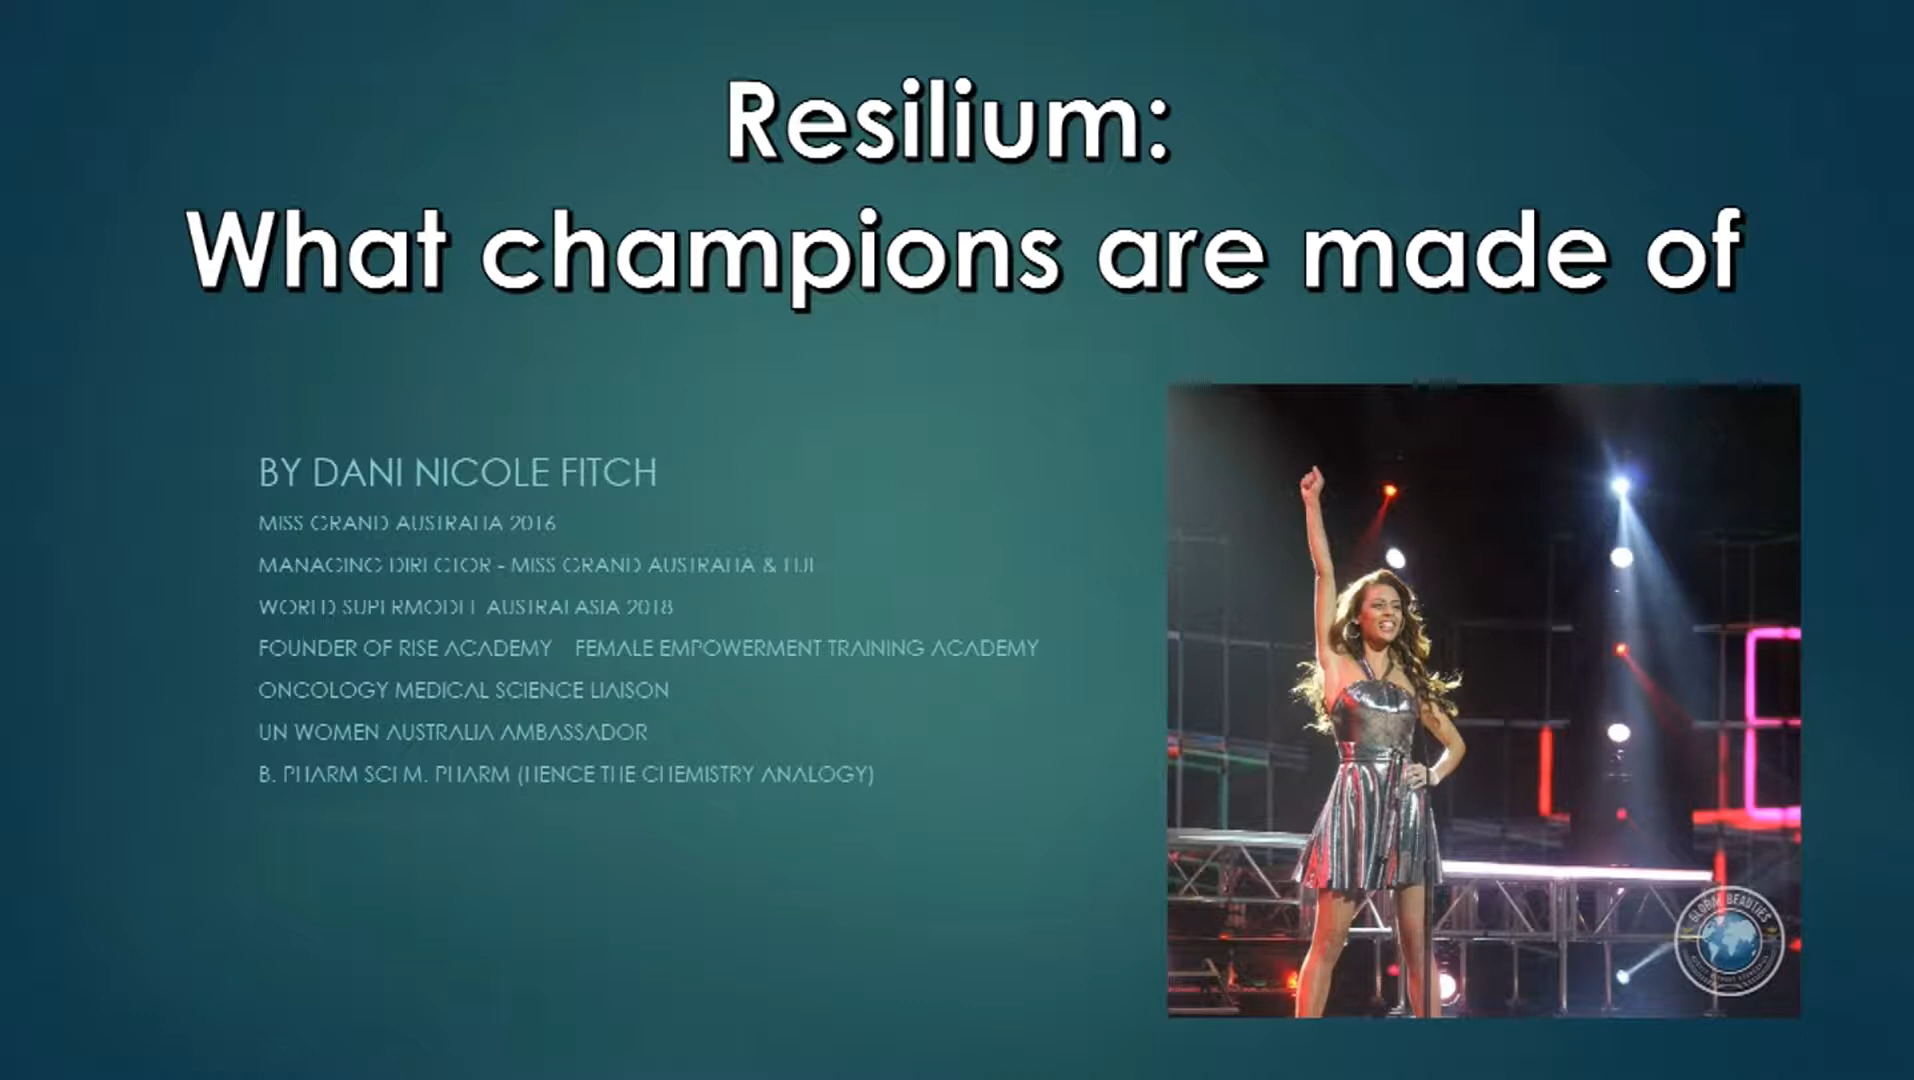 Resilium:
What champions are made of
BY DANI NICOLE FITCH
MISS GRAND AUSTRALIA 2016
MANAGING DIRECTOR - MISS GRAND AUSTRALIA & FIJI
WORLD SUPERMODEL AUSTRALASIA 2018
FOUNDER OF RISE ACADEMY FEMALE EMPOWERMENT TRAINING ACADEMY
ONCOLOGY MEDICAL SCIENCE LIAISON
UN WOMEN AUSTRALIA AMBASSADOR
B. PHARM SCI M. PHARM (HENCE THE CHEMISTRY ANALOGY)
GLOBAL BEAUTIES